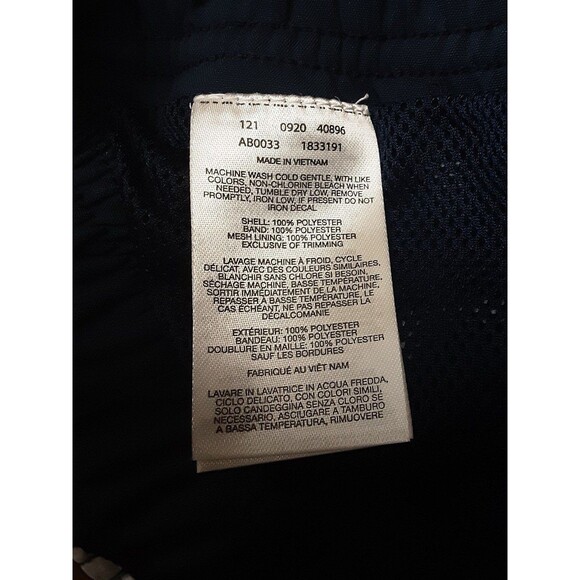 121 0920 40896
AB0033 1833191
MADE IN VIETNAM
MACHINE WASH COLD GENTLE, WITH LIKE
COLORS, NON-CHLORINE BLEACH WHEN
NEEDED, TUMBLE DRY LOW, REMOVE
PROMPTLY, IRON LOW, IF PRESENT DO NOT
IRON DECAL
SHELL: 100% POLYESTER
BAND: 100% POLYESTER
MESH LINING: 100% POLYESTER
EXCLUSIVE OF TRIMMING
LAVAGE MACHINE À FROID, CYCLE
DÉLICAT, AVEC DES COULEURS SIMILAIRES,
BLANCHIR SANS CHLORE SI BESOIN,
SÉCHAGE MACHINE, BASSE TEMPÉRATURE,
SORTIR IMMÉDIATEMENT DE LA MACHINE,
REPASSER À BASSE TEMPÉRATURE, LE
CAS ÉCHÉANT, NE PAS REPASSER LA
DÉCALCOMANIE
EXTÉRIEUR: 100% POLYESTER
BANDEAU: 100% POLYESTER
DOUBLURE EN MAILLE: 100% POLYESTER
SAUF LES BORDURES
FABRIQUÉ AU VIÊT NAM
LAVARE IN LAVATRICE IN ACQUA FREDDA,
CICLO DELICATO, CON COLORI SIMILI,
SOLO CANDEGGINA SENZA CLORO SE
NECESSARIO, ASCIUGARE A TAMBURO
A BASSA TEMPERATURA, RIMUOVERE